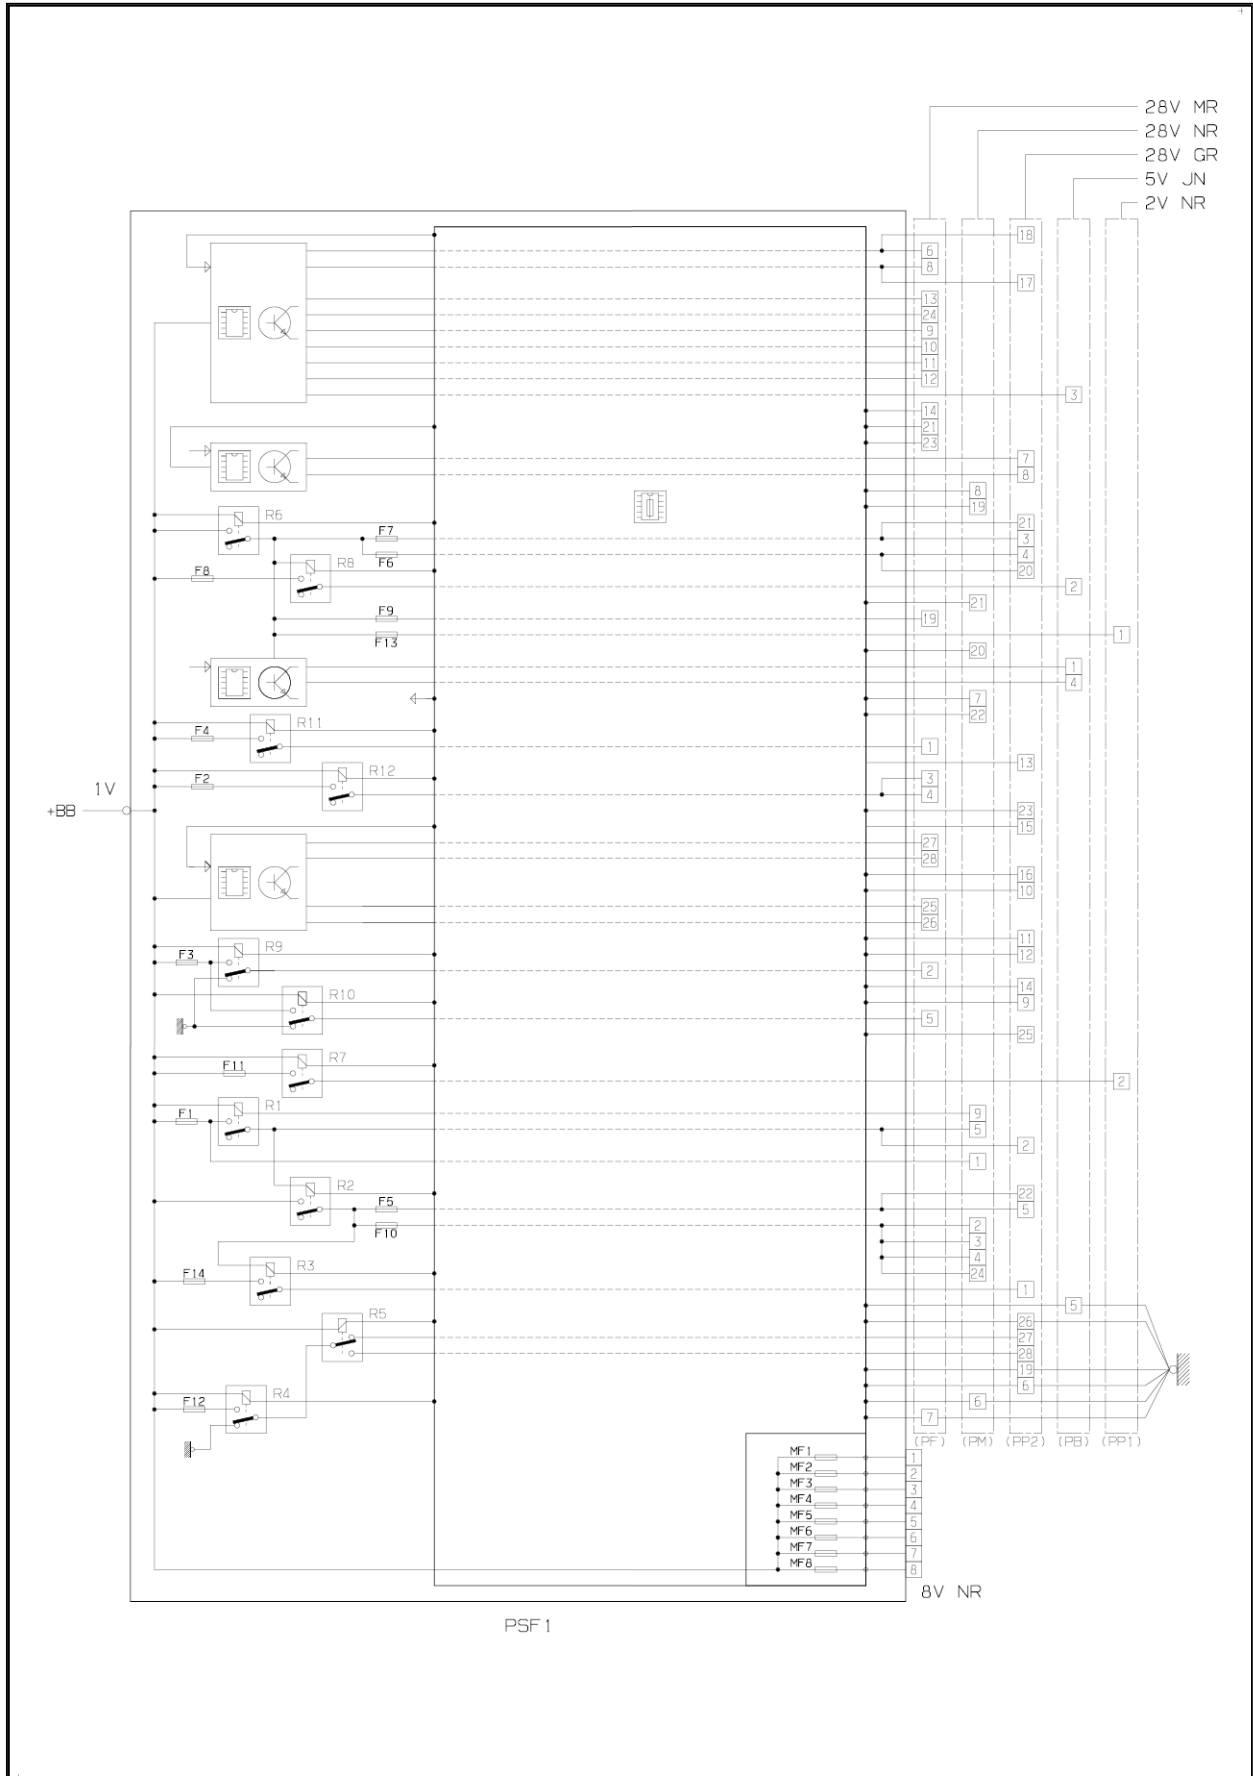 28V MR
28V NR
28V GR
5V JN
2V NR
18
6
8
17
13
24
9
10
11
12
3
14
21
23
7
8
8
19
R6
21
F7
3
F6
4
R8
F8
20
2
21
F9
19
F13
1
20
1
4
7
R11
22
F4
1
13
R12
F2
3
4
1V
+BB
23
15
27
28
16
10
25
26
11
R9
F3
12
2
14
R10
9
5
25
R7
F11
2
R1
9
F1
5
2
1
R2
22
F5
5
F10
2
3
4
R3
24
F14
1
5
R5
26
27
28
19
6
R4
F12
6
7
(PF) (PM) (PP2) (PB) (PP1)
MF1 1
MF2 2
MF3 3
MF4 4
MF5 5
MF6 6
MF7 7
MF8 8
8V NR
PSF1